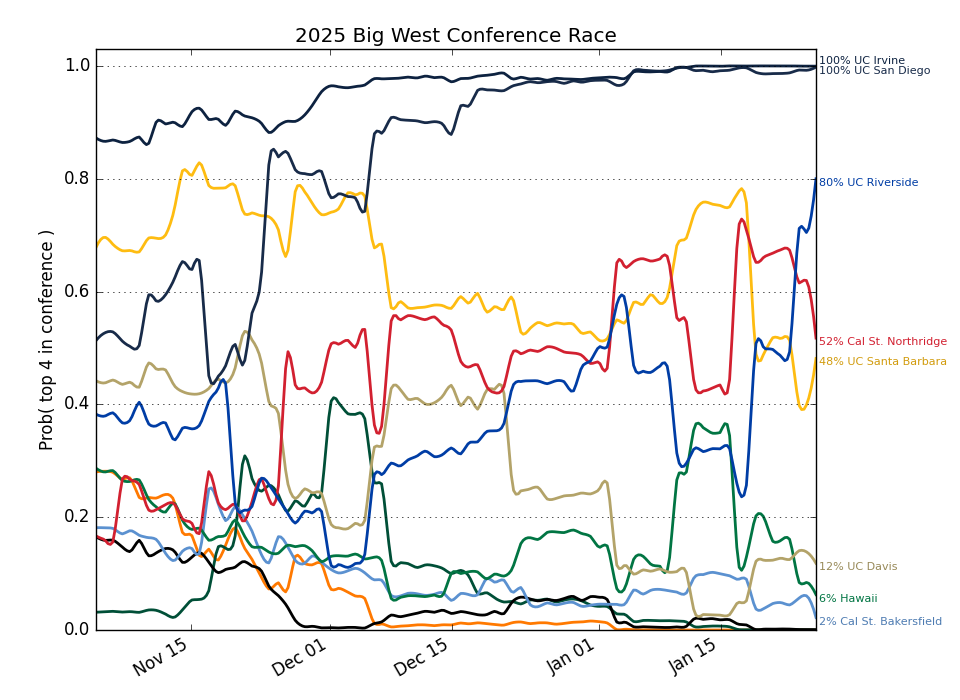 2025 Big West Conference Race
Prob( top 4 in conference )
1.0
0.8
0.6
0.4
0.2
0.0
Nov 15
Dec 01
Dec 15
Jan 01
Jan 15
100% UC Irvine
100% UC San Diego
80% UC Riverside
52% Cal St. Northridge
48% UC Santa Barbara
12% UC Davis
6% Hawaii
2% Cal St. Bakersfield